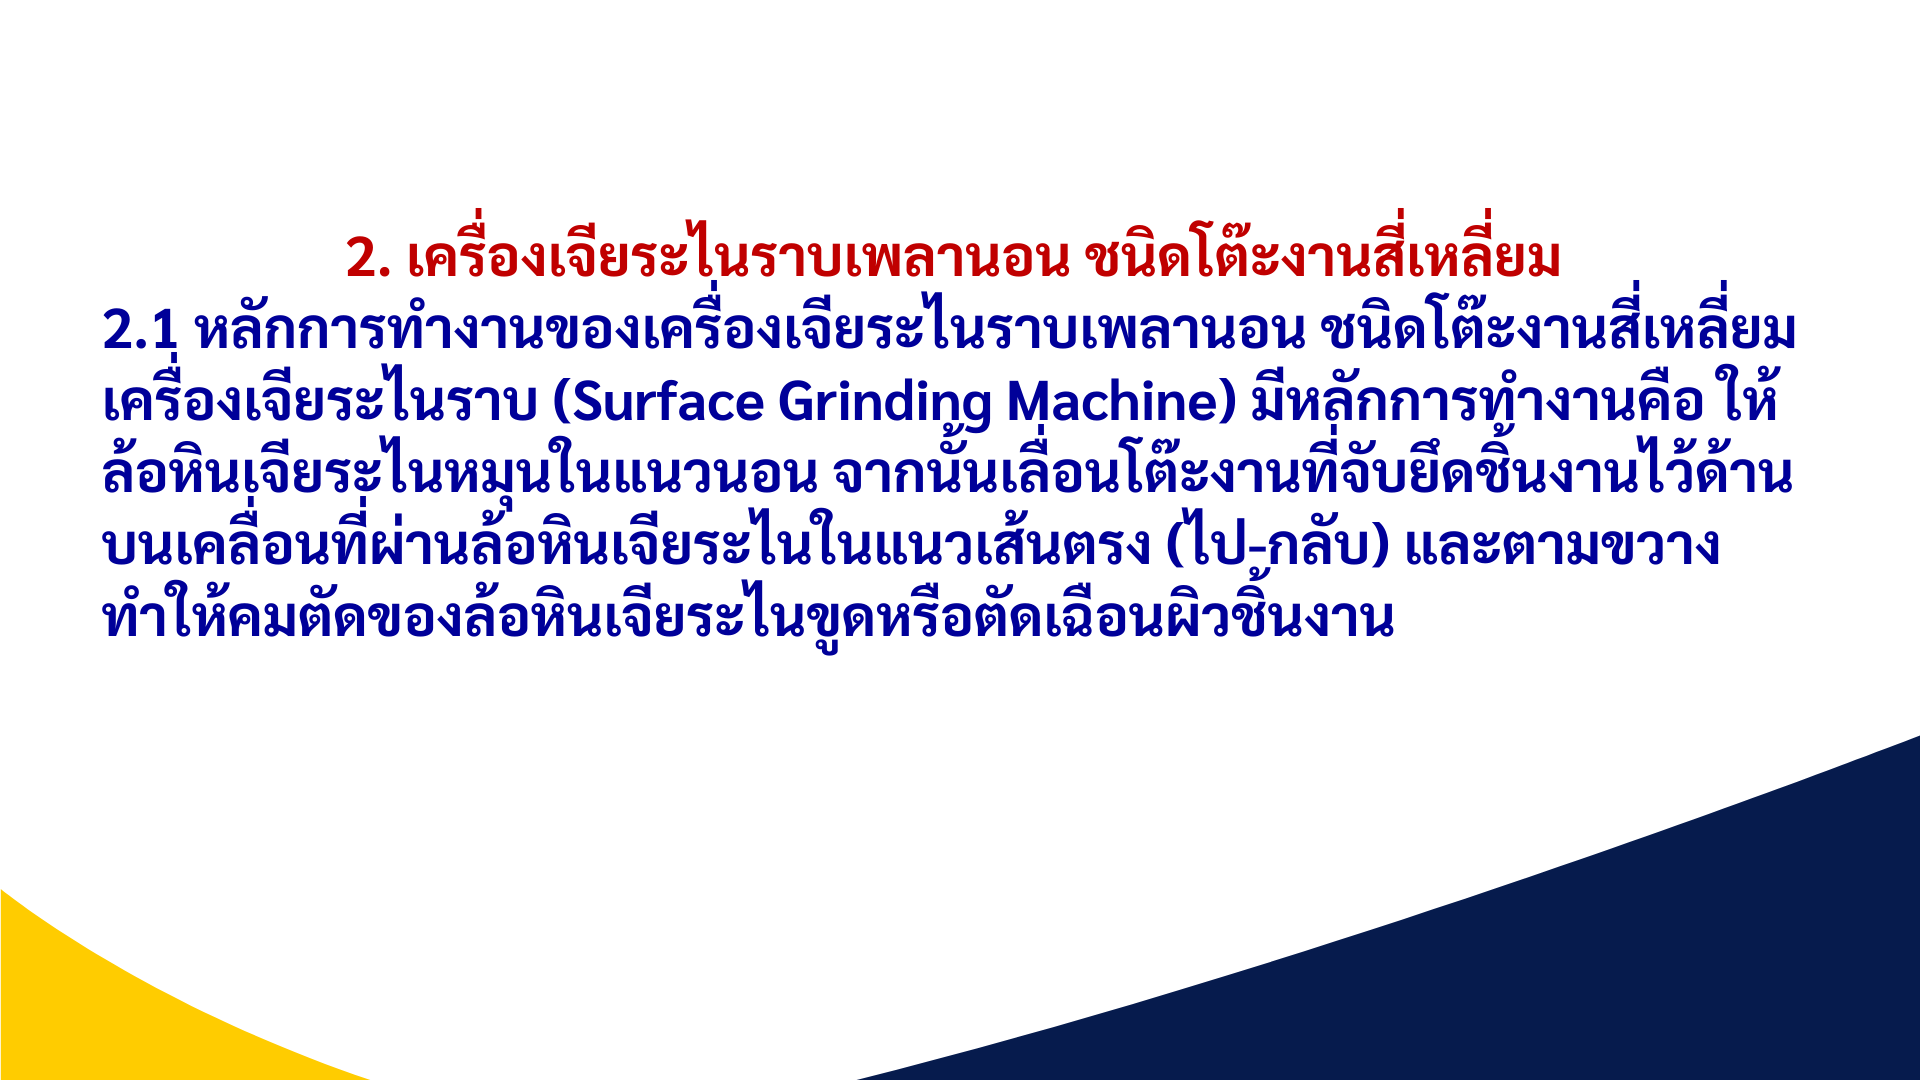 2. เครื่องเจียระไนราบเพลานอน ชนิดโต๊ะงานสี่เหลี่ยม
2.1 หลักการทำงานของเครื่องเจียระไนราบเพลานอน ชนิดโต๊ะงานสี่เหลี่ยม
เครื่องเจียระไนราบ (Surface Grinding Machine) มีหลักการทำงานคือ ให้
ล้อหินเจียระไนหมุนในแนวนอน จากนั้นเลื่อนโต๊ะงานที่จับยึดชิ้นงานไว้ด้าน
บนเคลื่อนที่ผ่านล้อหินเจียระไนในแนวเส้นตรง (ไป-กลับ) และตามขวาง
ทำให้คมตัดของล้อหินเจียระไนขูดหรือตัดเฉือนผิวชิ้นงาน